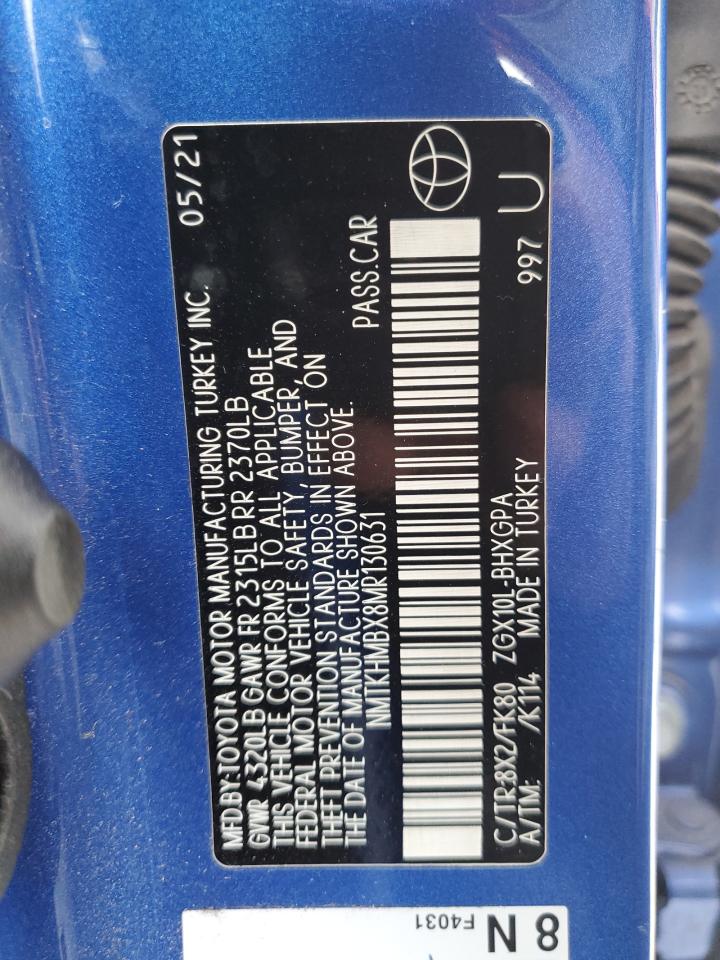 MFD.BY:TOYOTA MOTOR MANUFACTURING TURKEY INC. 05/21
GVWR 4320LB GAWR FR 2315LB RR 2370LB
THIS VEHICLE CONFORMS TO ALL APPLICABLE
FEDERAL MOTOR VEHICLE SAFETY, BUMPER, AND
THEFT PREVENTION STANDARDS IN EFFECT ON
THE DATE OF MANUFACTURE SHOWN ABOVE.
NMTKHMBX8MR130631 PASS.CAR
C/TR:8X2/FK80 ZGX10L-BHXGPA 997 U
A/TM: /K114 MADE IN TURKEY
8 N F4031